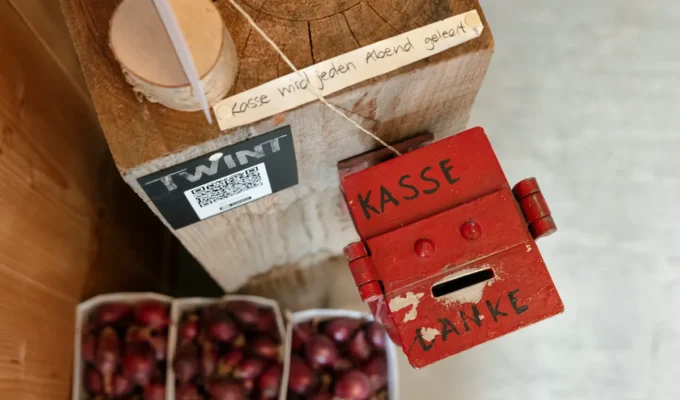 Kasse wird jeden Abend geleert
TWINT
KASSE
DANKE